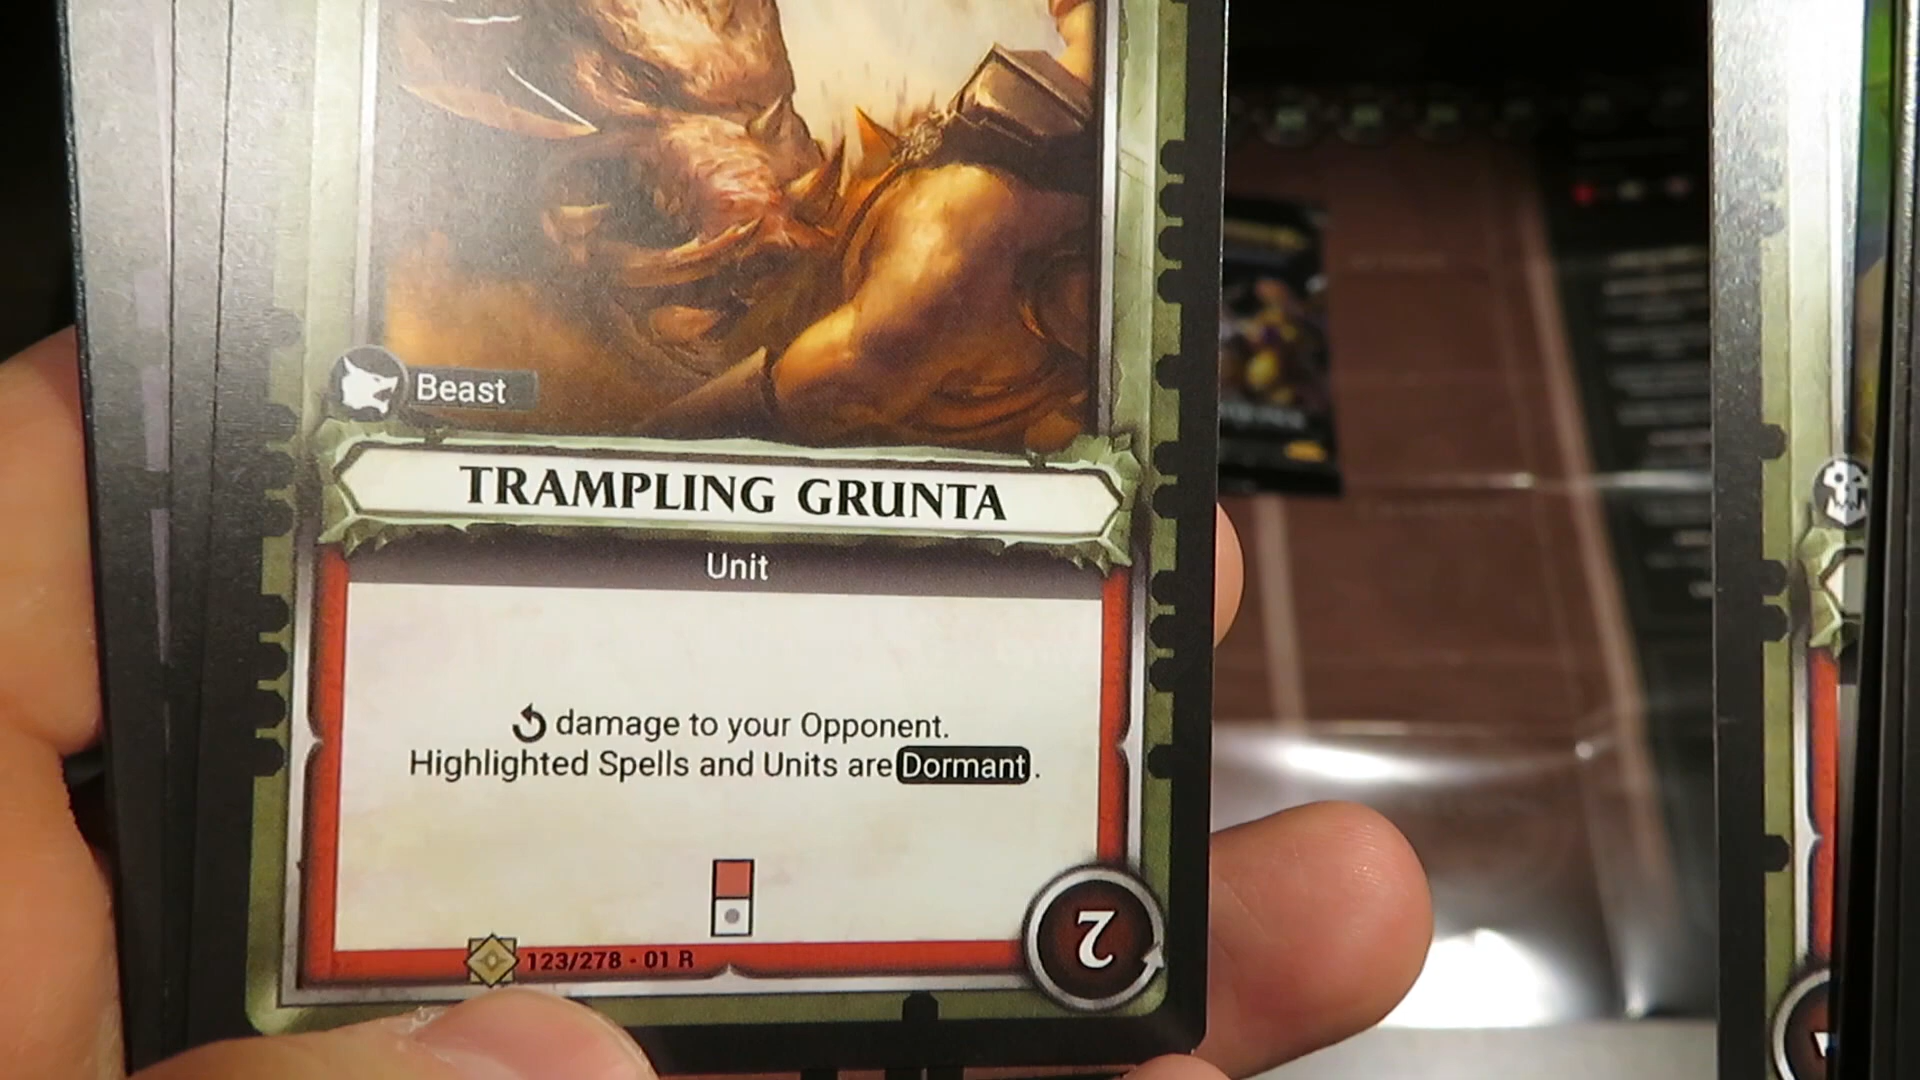 Beast
TRAMPLING GRUNTA
Unit
damage to your Opponent.
Highlighted Spells and Units are Dormant.
123/278 - 01 R
2